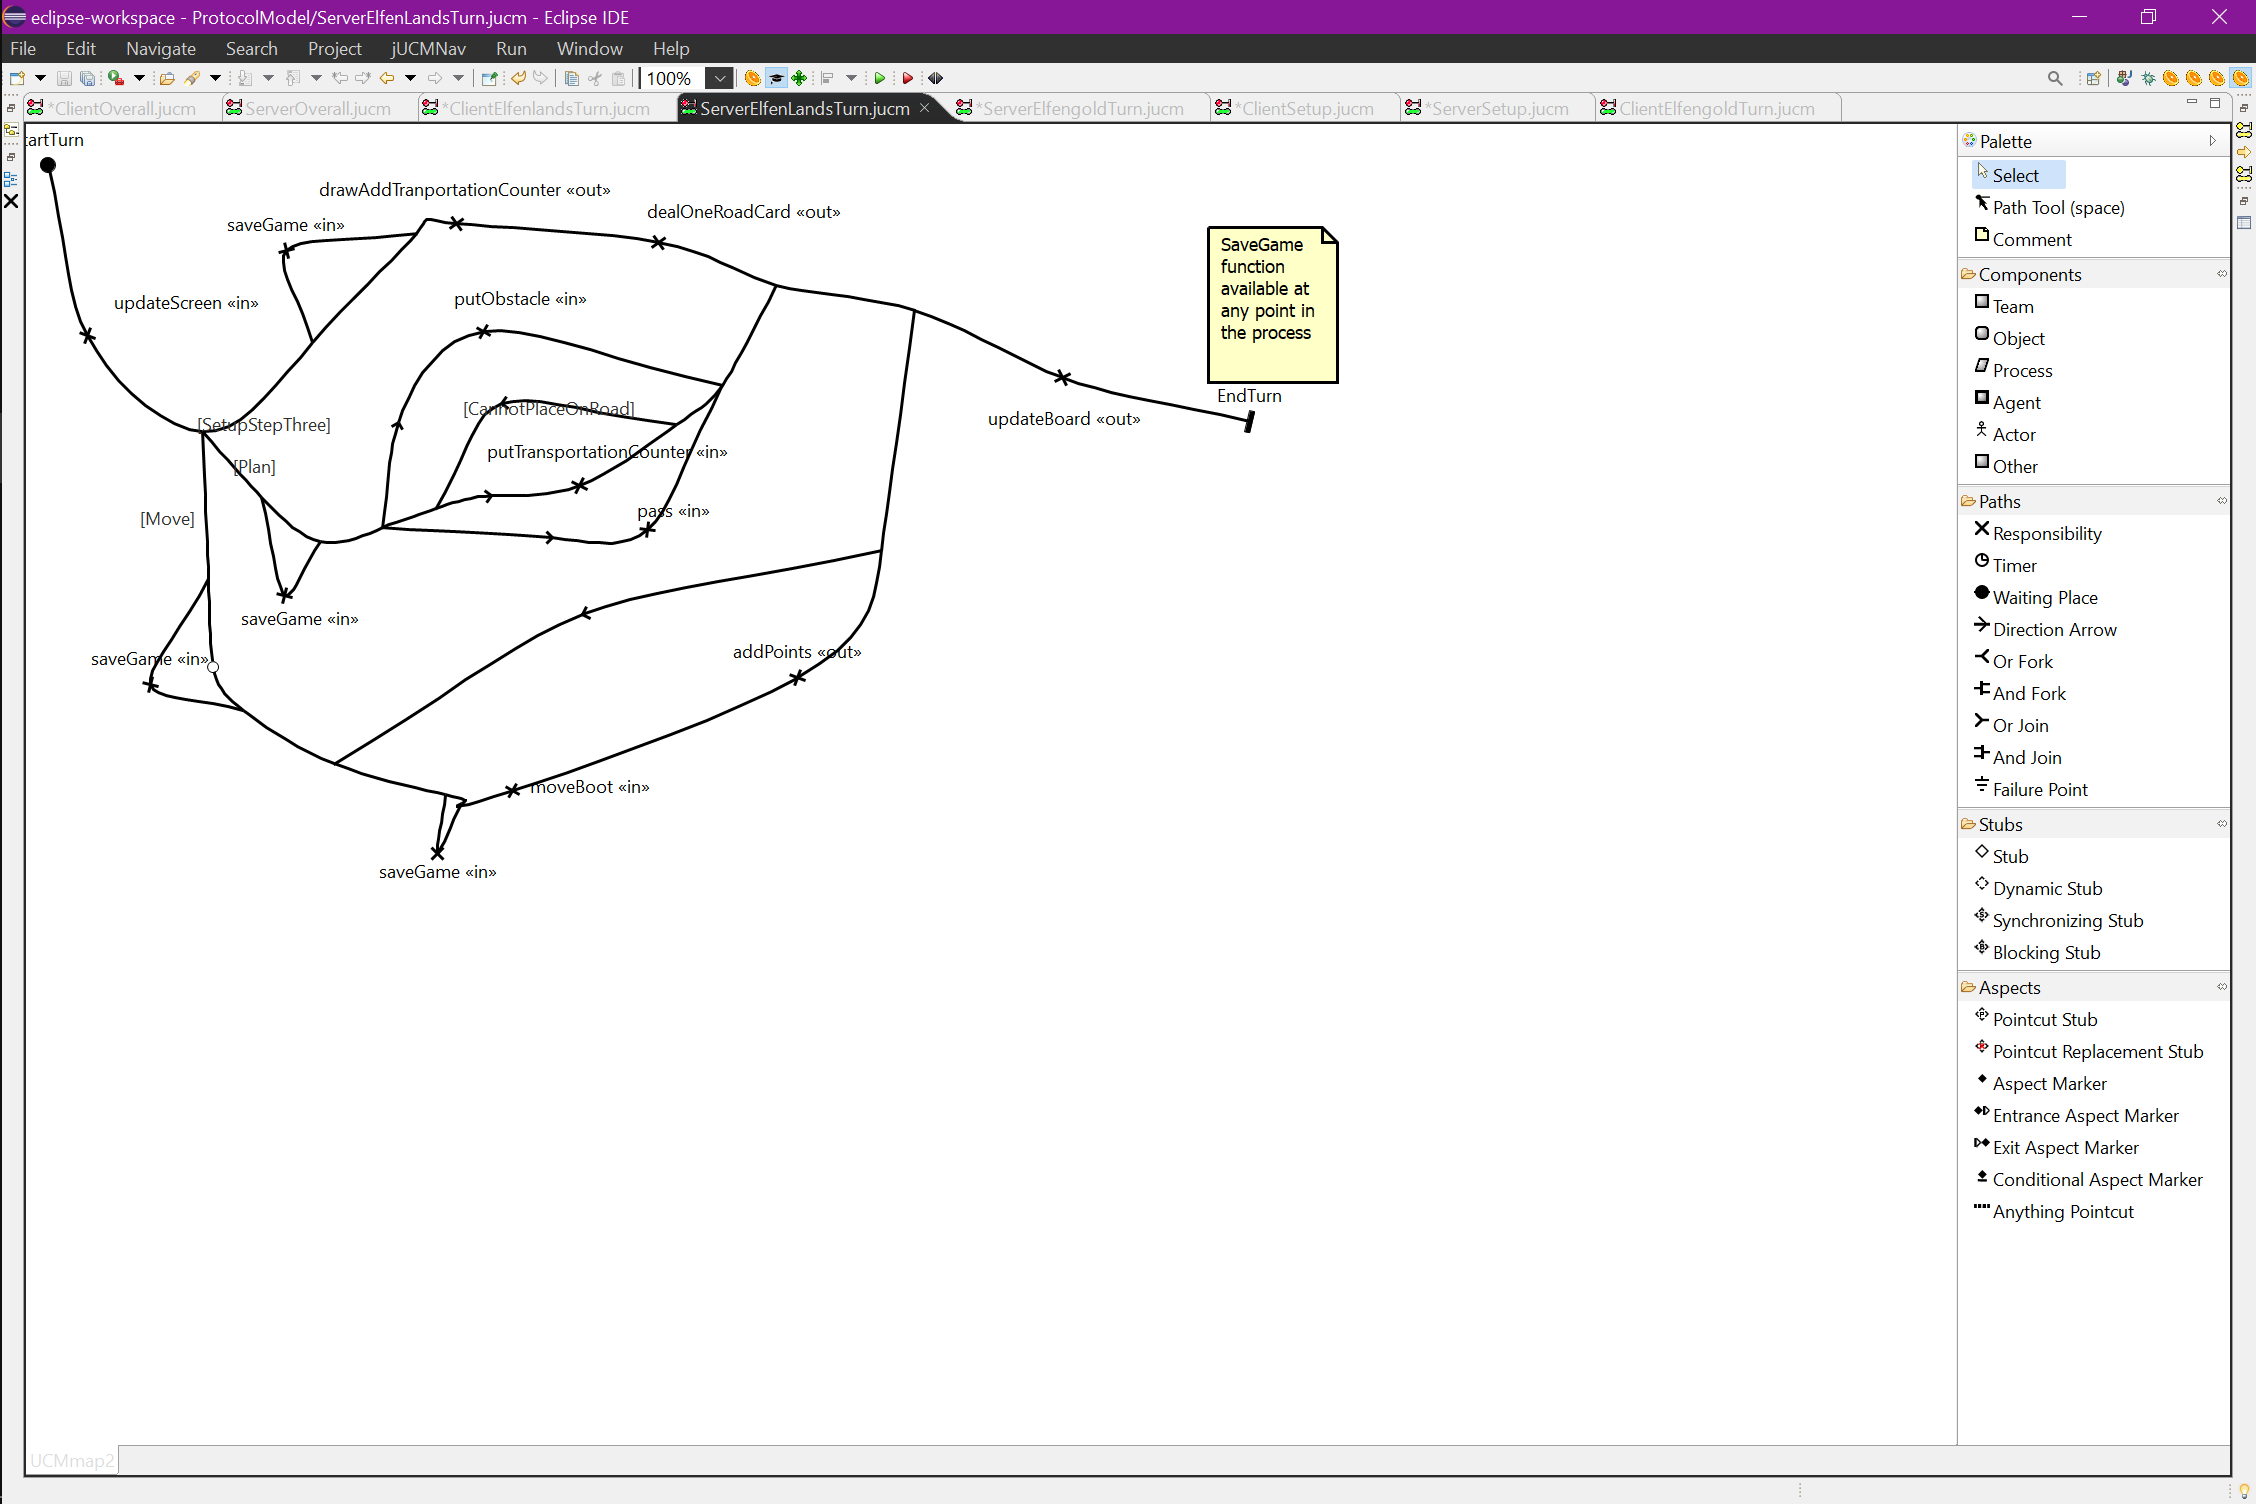 eclipse-workspace - ProtocolModel/ServerElfenLandsTurn.jucm - Eclipse IDE
File Edit Navigate Search Project jUCMNav Run Window Help
100%
*ClientOverall.jucm ServerOverall.jucm *ClientElfenlandsTurn.jucm ServerElfenLandsTurn.jucm *ServerElfengoldTurn.jucm *ClientSetup.jucm *ServerSetup.jucm ClientElfengoldTurn.jucm
artTurn
drawAddTranportationCounter «out»
saveGame «in»
dealOneRoadCard «out»
updateScreen «in»
putObstacle «in»
SaveGame
function
available at
any point in
the process
EndTurn
[CannotPlaceOnRoad]
updateBoard «out»
[SetupStepThree]
putTransportationCounter «in»
[Plan]
[Move]
pass «in»
saveGame «in»
saveGame «in»
addPoints «out»
moveBoot «in»
saveGame «in»
Palette
Select
Path Tool (space)
Comment
Components
Team
Object
Process
Agent
Actor
Other
Paths
Responsibility
Timer
Waiting Place
Direction Arrow
Or Fork
And Fork
Or Join
And Join
Failure Point
Stubs
Stub
Dynamic Stub
Synchronizing Stub
Blocking Stub
Aspects
Pointcut Stub
Pointcut Replacement Stub
Aspect Marker
Entrance Aspect Marker
Exit Aspect Marker
Conditional Aspect Marker
Anything Pointcut
UCMmap2